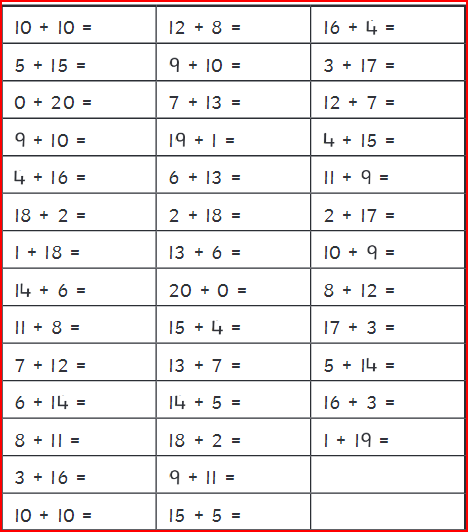 10 + 10 = 12 + 8 = 16 + 4 =
5 + 15 = 9 + 10 = 3 + 17 =
0 + 20 = 7 + 13 = 12 + 7 =
9 + 10 = 19 + 1 = 4 + 15 =
4 + 16 = 6 + 13 = 11 + 9 =
18 + 2 = 2 + 18 = 2 + 17 =
1 + 18 = 13 + 6 = 10 + 9 =
14 + 6 = 20 + 0 = 8 + 12 =
11 + 8 = 15 + 4 = 17 + 3 =
7 + 12 = 13 + 7 = 5 + 14 =
6 + 14 = 14 + 5 = 16 + 3 =
8 + 11 = 18 + 2 = 1 + 19 =
3 + 16 = 9 + 11 =
10 + 10 = 15 + 5 =